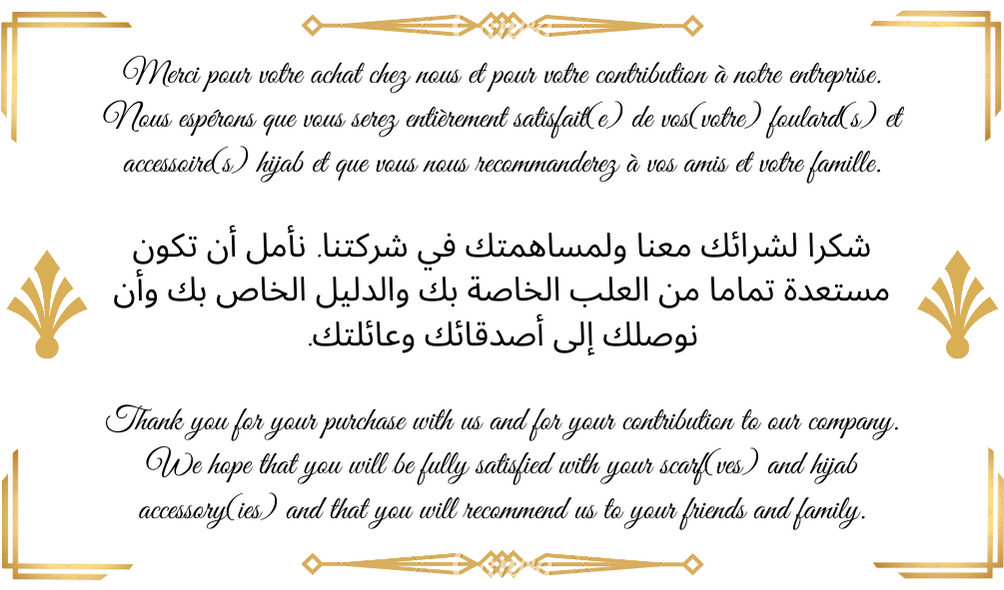 Merci pour votre achat chez nous et pour votre contribution à notre entreprise.
Nous espérons que vous serez entièrement satisfait(e) de vos(votre) foulard(s) et
accessoire(s) hijab et que vous nous recommanderez à vos amis et votre famille.
شكرا لشرائك معنا ولمساهمتك في شركتنا. نأمل أن تكون
مستعدة تماما من العلب الخاصة بك والدليل الخاص بك وأن
نوصلك إلى أصدقائك وعائلتك.
Thank you for your purchase with us and for your contribution to our company.
We hope that you will be fully satisfied with your scarf(ves) and hijab
accessory(ies) and that you will recommend us to your friends and family.